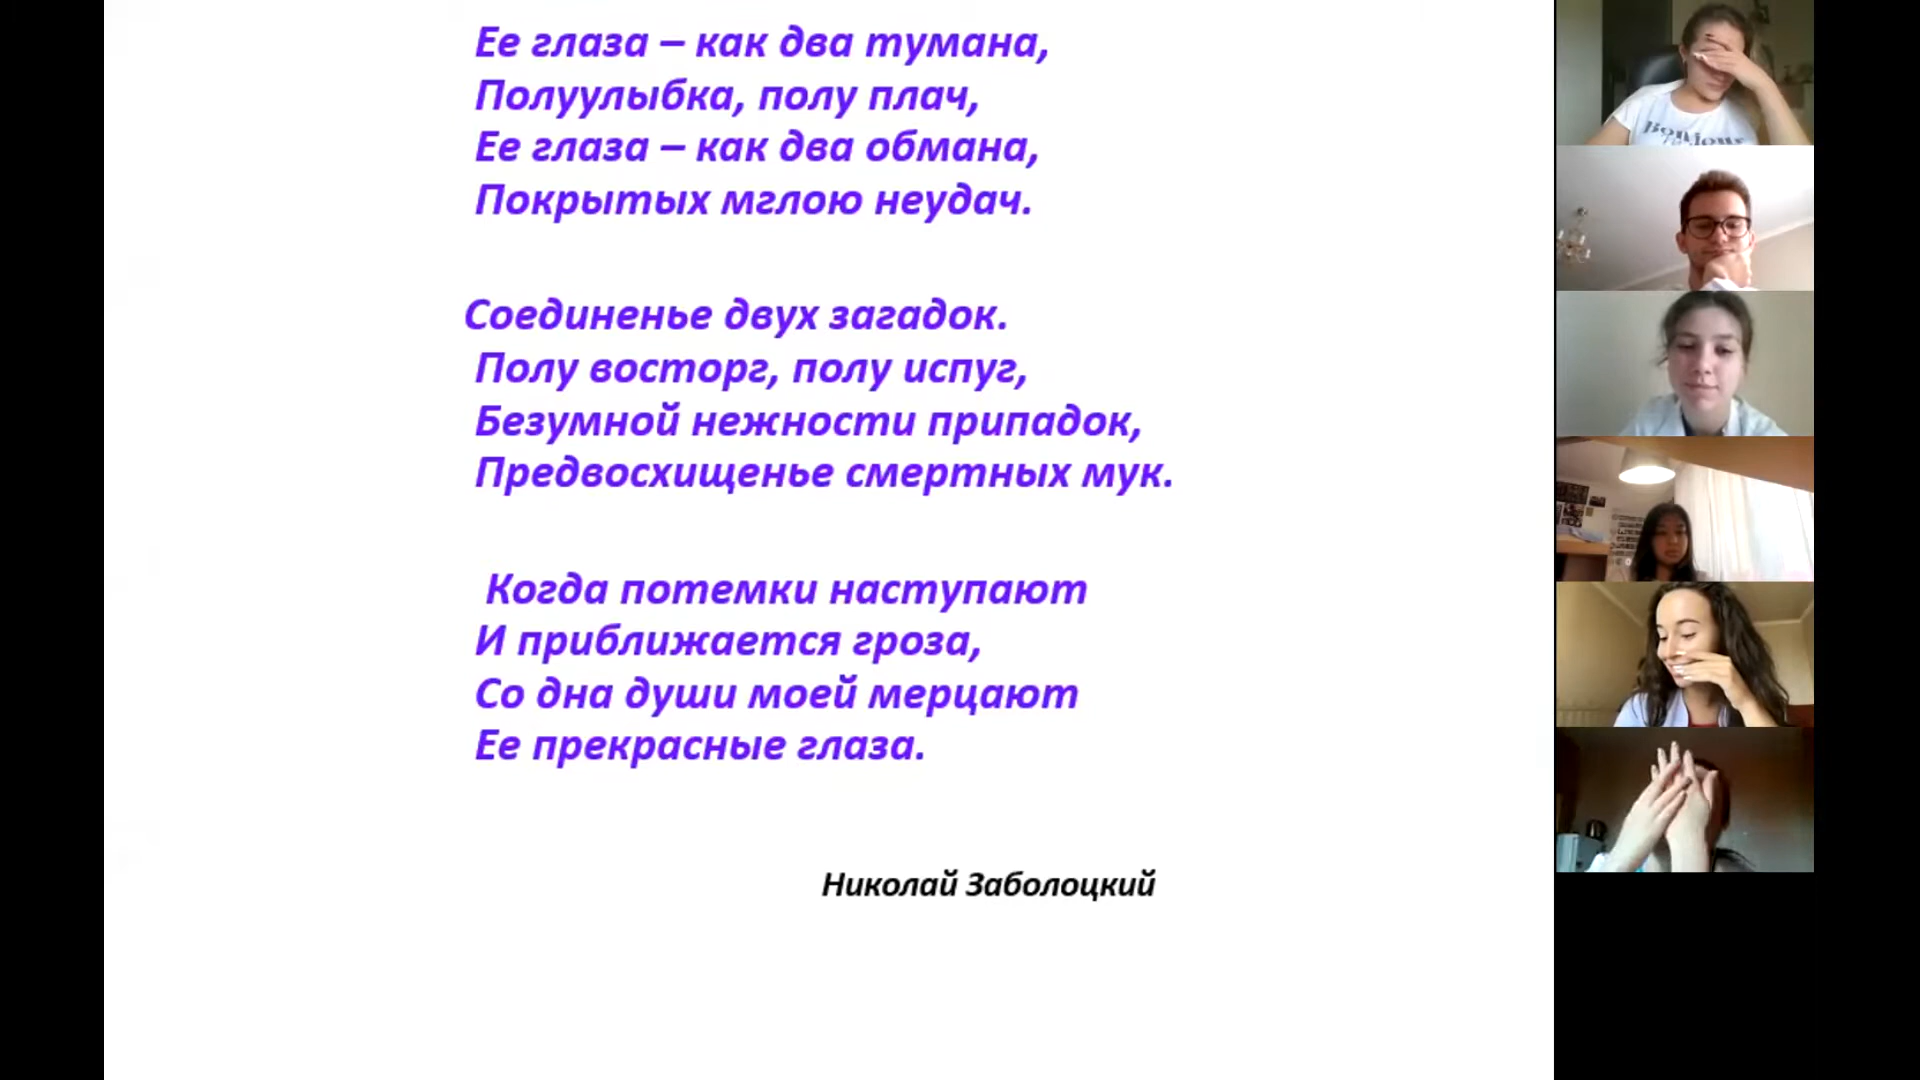 Ее глаза – как два тумана,
Полуулыбка, полу плач,
Ее глаза – как два обмана,
Покрытых мглою неудач.
Соединенье двух загадок.
Полу восторг, полу испуг,
Безумной нежности припадок,
Предвосхищенье смертных мук.
Когда потемки наступают
И приближается гроза,
Со дна души моей мерцают
Ее прекрасные глаза.
Николай Заболоцкий
Bonjour